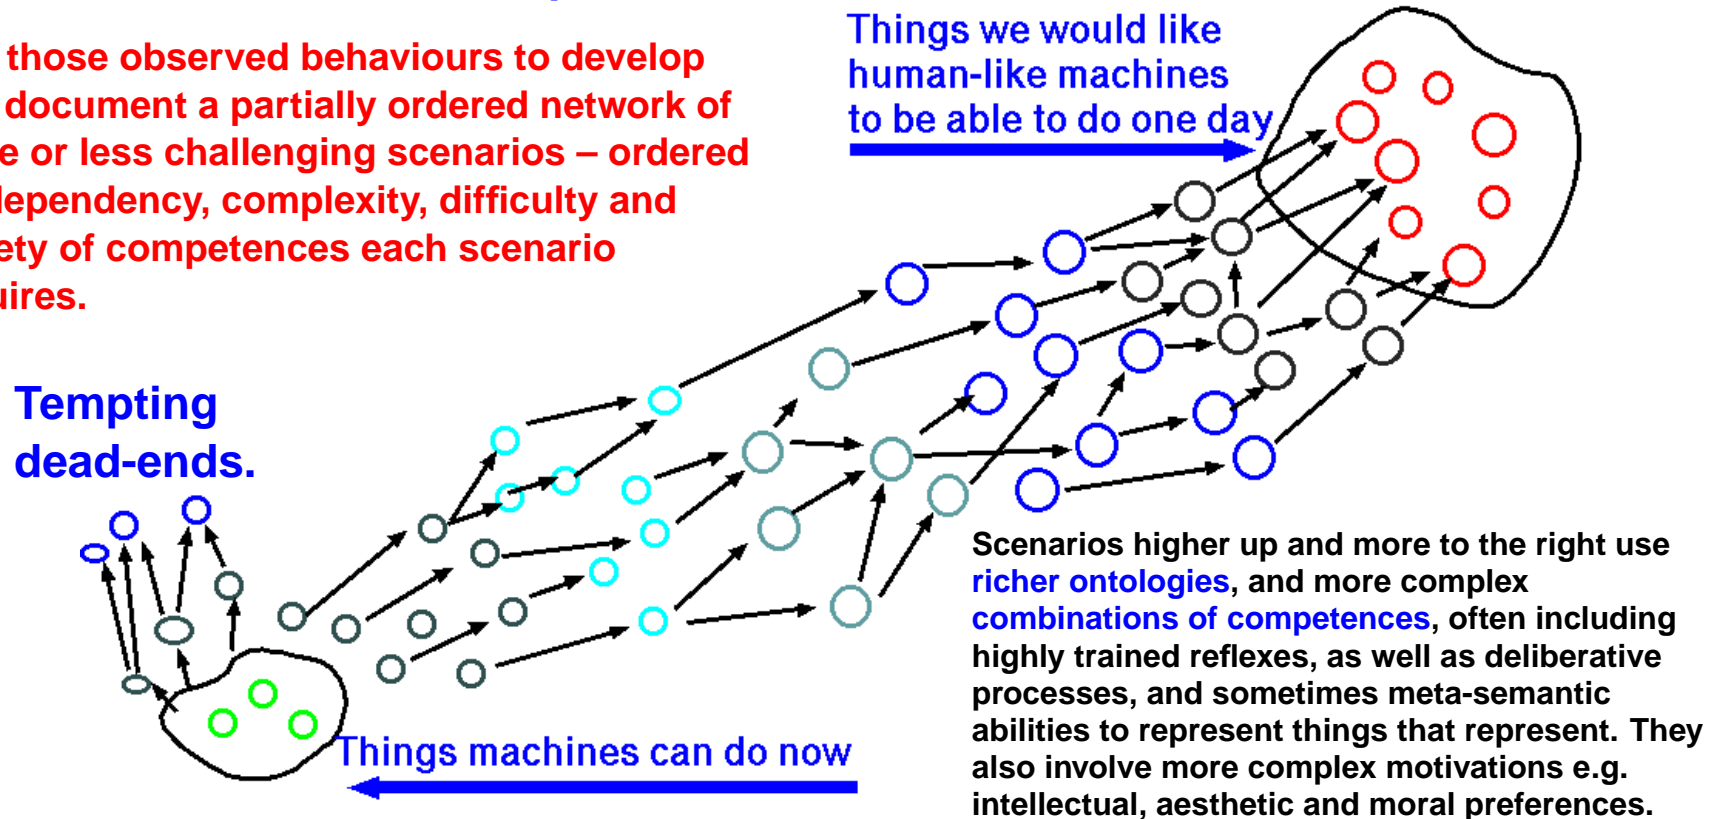 those observed behaviours to develop
document a partially ordered network of
e or less challenging scenarios – ordered
dependency, complexity, difficulty and
ety of competences each scenario
uires.
Things we would like
human-like machines
to be able to do one day
Tempting
dead-ends.
Things machines can do now
Scenarios higher up and more to the right use
richer ontologies, and more complex
combinations of competences, often including
highly trained reflexes, as well as deliberative
processes, and sometimes meta-semantic
abilities to represent things that represent. They
also involve more complex motivations e.g.
intellectual, aesthetic and moral preferences.